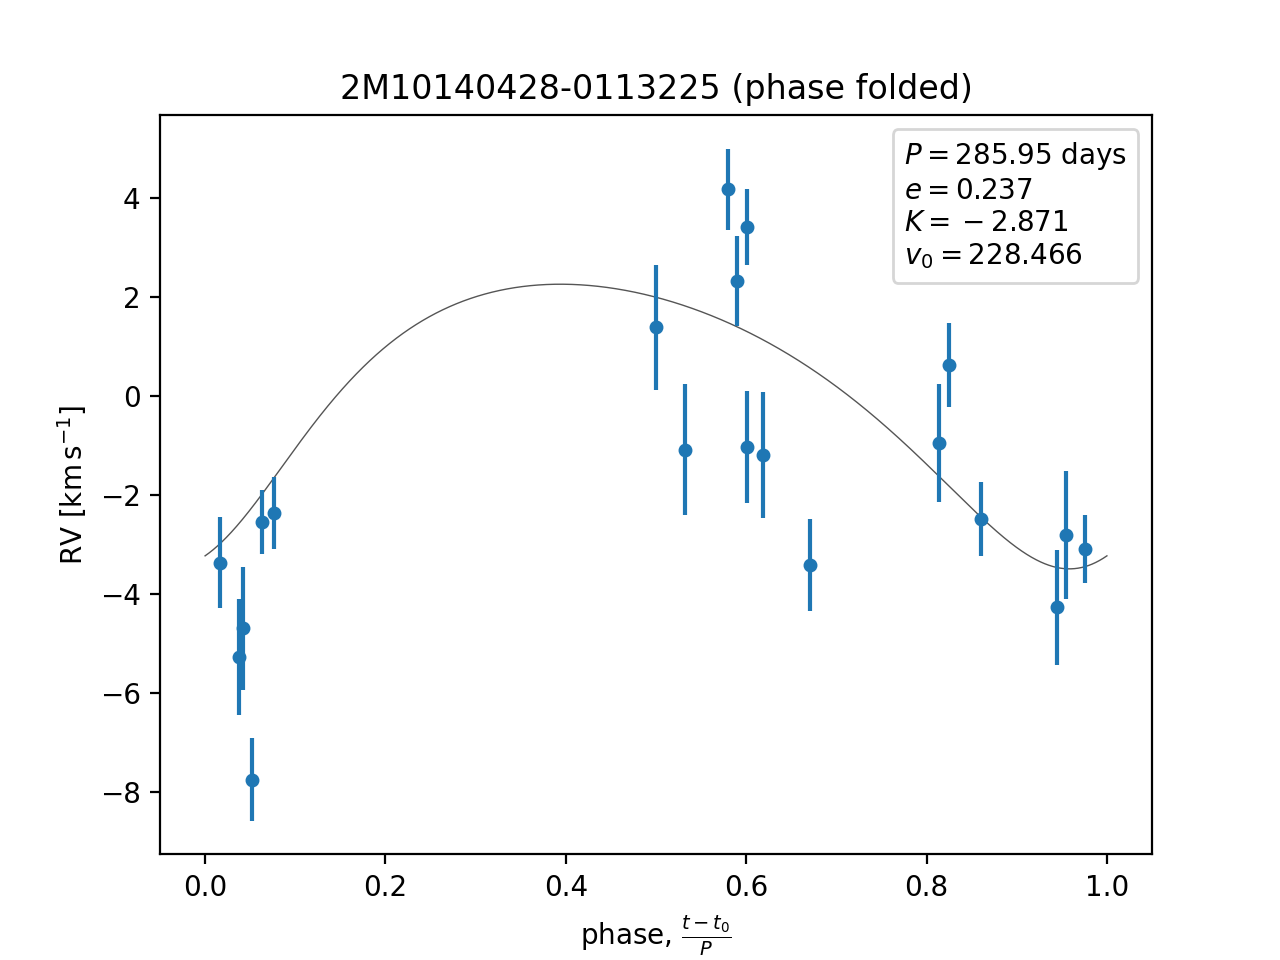 2M10140428-0113225 (phase folded)
P = 285.95 days
e = 0.237
K = −2.871
v₀ = 228.466
RV [km s⁻¹]
4
2
0
−2
−4
−6
−8
0.0 0.2 0.4 0.6 0.8 1.0
phase, (t − t₀)/P